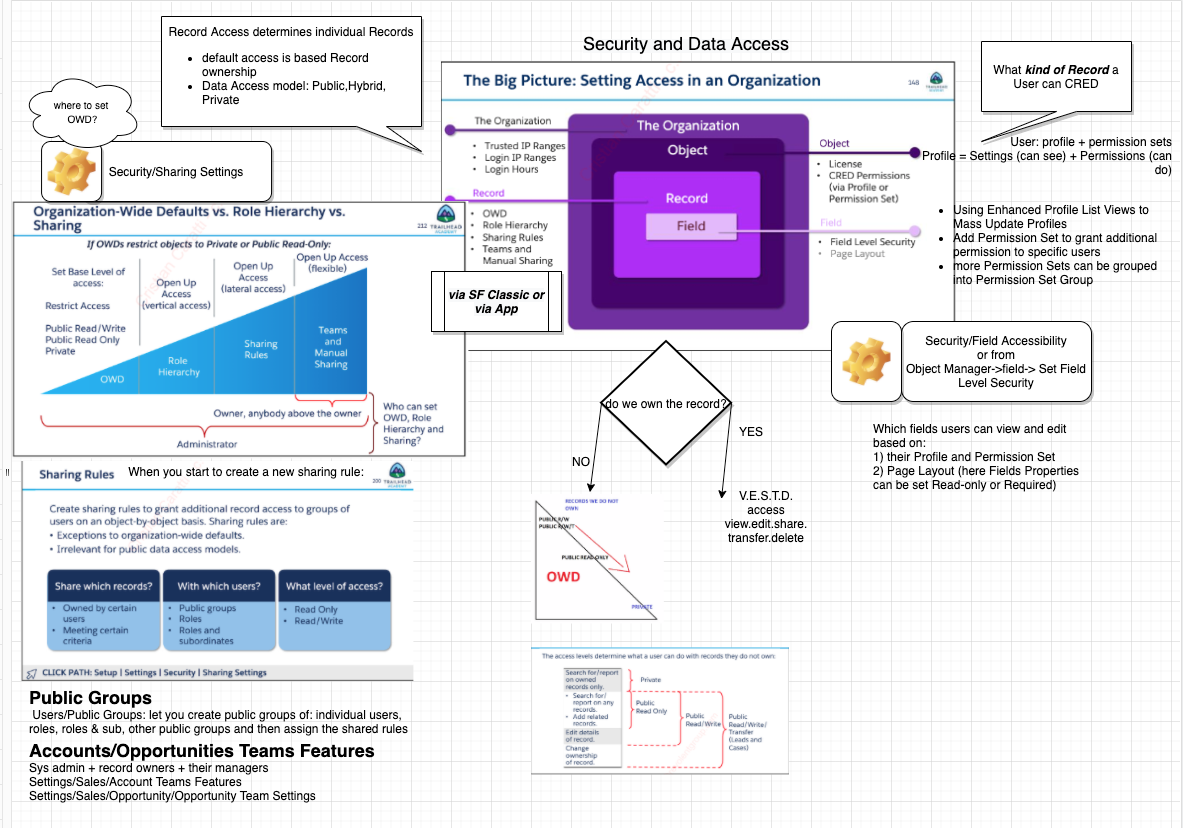 Record Access determines individual Records
• default access is based Record
ownership
• Data Access model: Public,Hybrid,
Private
where to set
OWD?
Security/Sharing Settings
Security and Data Access
The Big Picture: Setting Access in an Organization
148
TRAILHEAD
The Organization
• Trusted IP Ranges
• Login IP Ranges
• Login Hours
Record
• OWD
• Role Hierarchy
• Sharing Rules
• Teams and
Manual Sharing
The Organization
Object
Record
Field
Object
• License
• CRED Permissions
(via Profile or
Permission Set)
Field
• Field Level Security
• Page Layout
via SF Classic or
via App
What kind of Record a
User can CRED
User: profile + permission sets
Profile = Settings (can see) + Permissions (can
do)
• Using Enhanced Profile List Views to
Mass Update Profiles
• Add Permission Set to grant additional
permission to specific users
• more Permission Sets can be grouped
into Permission Set Group
Security/Field Accessibility
or from
Object Manager->field-> Set Field
Level Security
Which fields users can view and edit
based on:
1) their Profile and Permission Set
2) Page Layout (here Fields Properties
can be set Read-only or Required)
Organization-Wide Defaults vs. Role Hierarchy vs.
Sharing
212
TRAILHEAD
If OWDs restrict objects to Private or Public Read-Only:
Set Base Level of
access:
Restrict Access
Public Read/Write
Public Read Only
Private
Open Up
Access
(vertical access)
Open Up
Access
(lateral access)
Open Up Access
(flexible)
OWD
Role
Hierarchy
Sharing
Rules
Teams
and
Manual
Sharing
Owner, anybody above the owner
Administrator
Who can set
OWD, Role
Hierarchy and
Sharing?
Sharing Rules
When you start to create a new sharing rule:
200
TRAILHEAD
Create sharing rules to grant additional record access to groups of
users on an object-by-object basis. Sharing rules are:
• Exceptions to organization-wide defaults.
• Irrelevant for public data access models.
Share which records?
• Owned by certain
users
• Meeting certain
criteria
With which users?
• Public groups
• Roles
• Roles and
subordinates
What level of access?
• Read Only
• Read/Write
CLICK PATH: Setup | Settings | Security | Sharing Settings
Public Groups
Users/Public Groups: let you create public groups of: individual users,
roles, roles & sub, other public groups and then assign the shared rules
Accounts/Opportunities Teams Features
Sys admin + record owners + their managers
Settings/Sales/Account Teams Features
Settings/Sales/Opportunity/Opportunity Team Settings
do we own the record?
NO
YES
V.E.S.T.D.
access
view.edit.share.
transfer.delete
RECORDS WE DO NOT
OWN
PUBLIC R/W
PUBLIC R/W/T
PUBLIC READ ONLY
OWD
PRIVATE
The access levels determine what a user can do with records they do not own:
Search for/report
on owned
records only.
• Search for/
report on any
records.
• Add related
records.
Edit details
of record.
Change
ownership
of record.
Private
Public
Read Only
Public
Read/Write
Public
Read/Write/
Transfer
(Leads and
Cases)